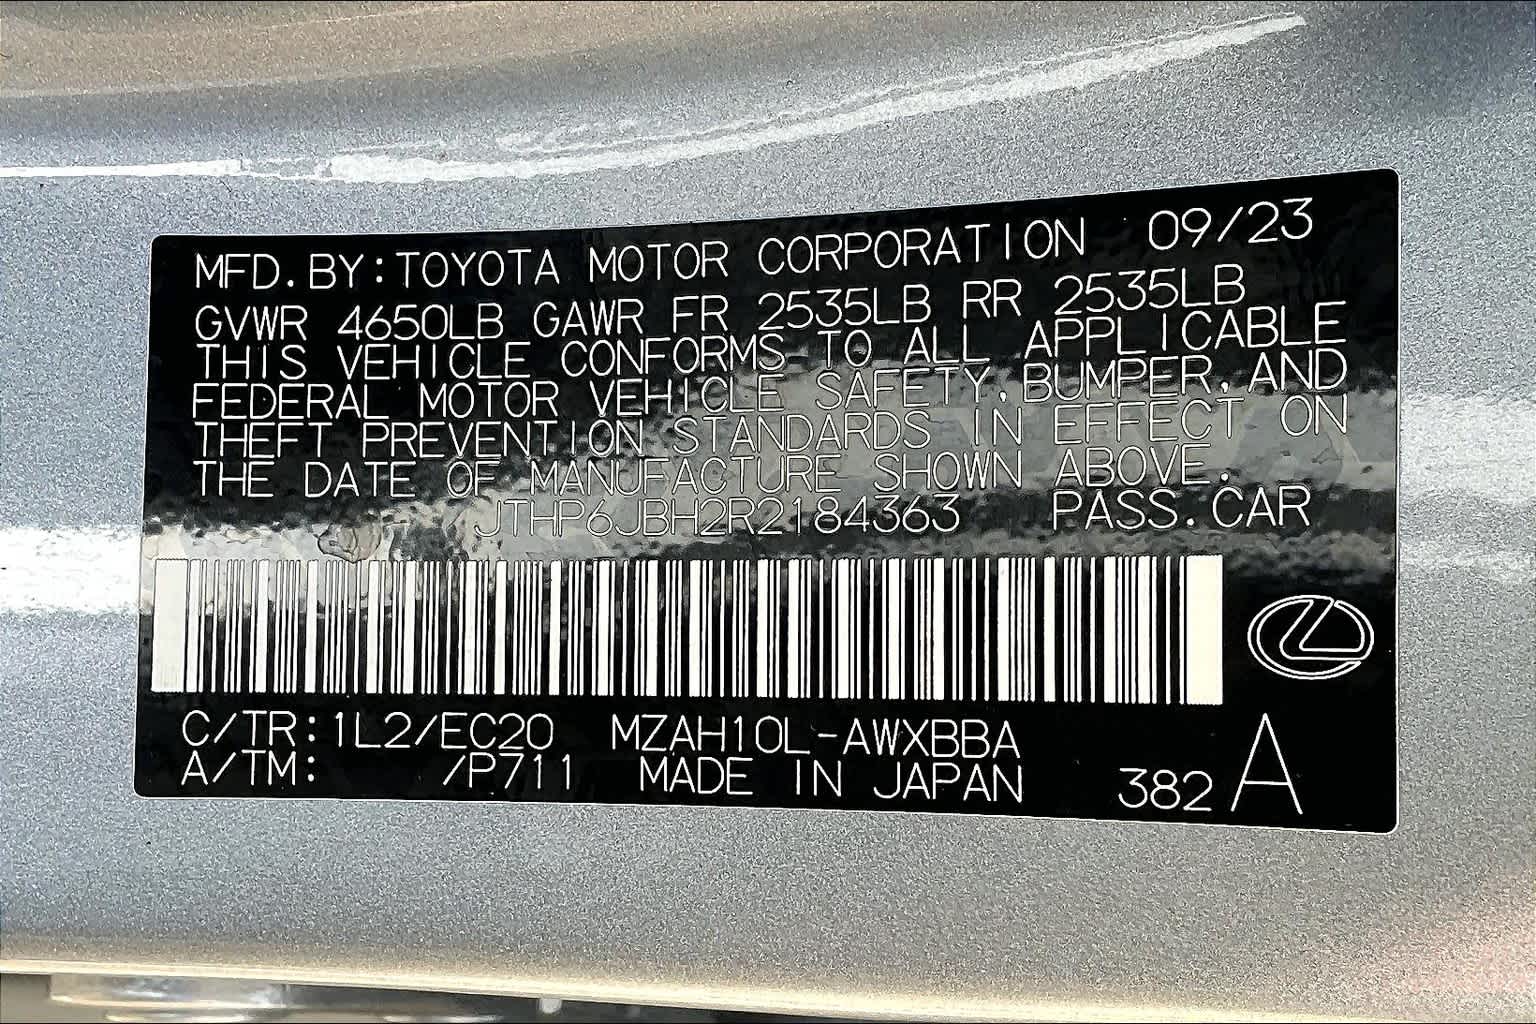 MFD.BY:TOYOTA MOTOR CORPORATION 09/23
GVWR 4650LB GAWR FR 2535LB RR 2535LB
THIS VEHICLE CONFORMS TO ALL APPLICABLE
FEDERAL MOTOR VEHICLE SAFETY,BUMPER,AND
THEFT PREVENTION STANDARDS IN EFFECT ON
THE DATE OF MANUFACTURE SHOWN ABOVE.
JTHP6JBH2R2184363 PASS.CAR
C/TR:1L2/EC20 MZAH10L-AWXBBA
A/TM: /P711 MADE IN JAPAN 382 A